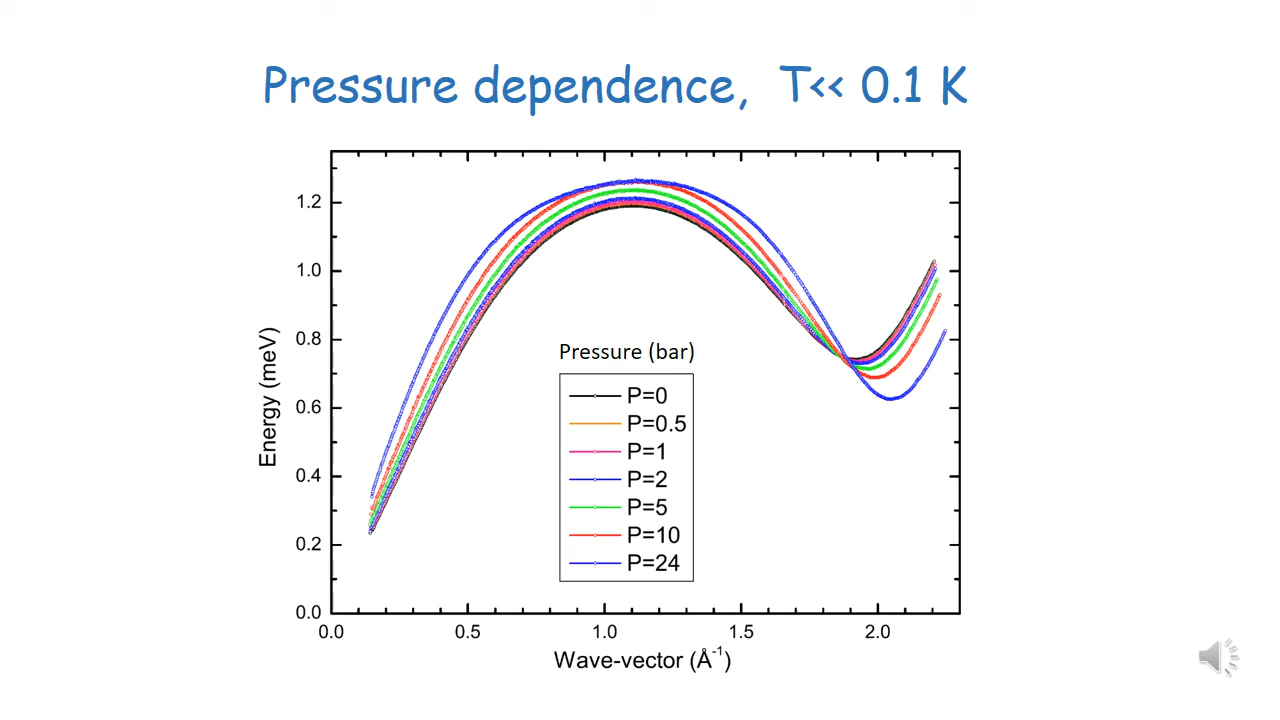 Pressure dependence, T<< 0.1 K
1.2
1.0
0.8
0.6
0.4
0.2
0.0
Energy (meV)
Pressure (bar)
P=0
P=0.5
P=1
P=2
P=5
P=10
P=24
0.0 0.5 1.0 1.5 2.0
Wave-vector (Å⁻¹)